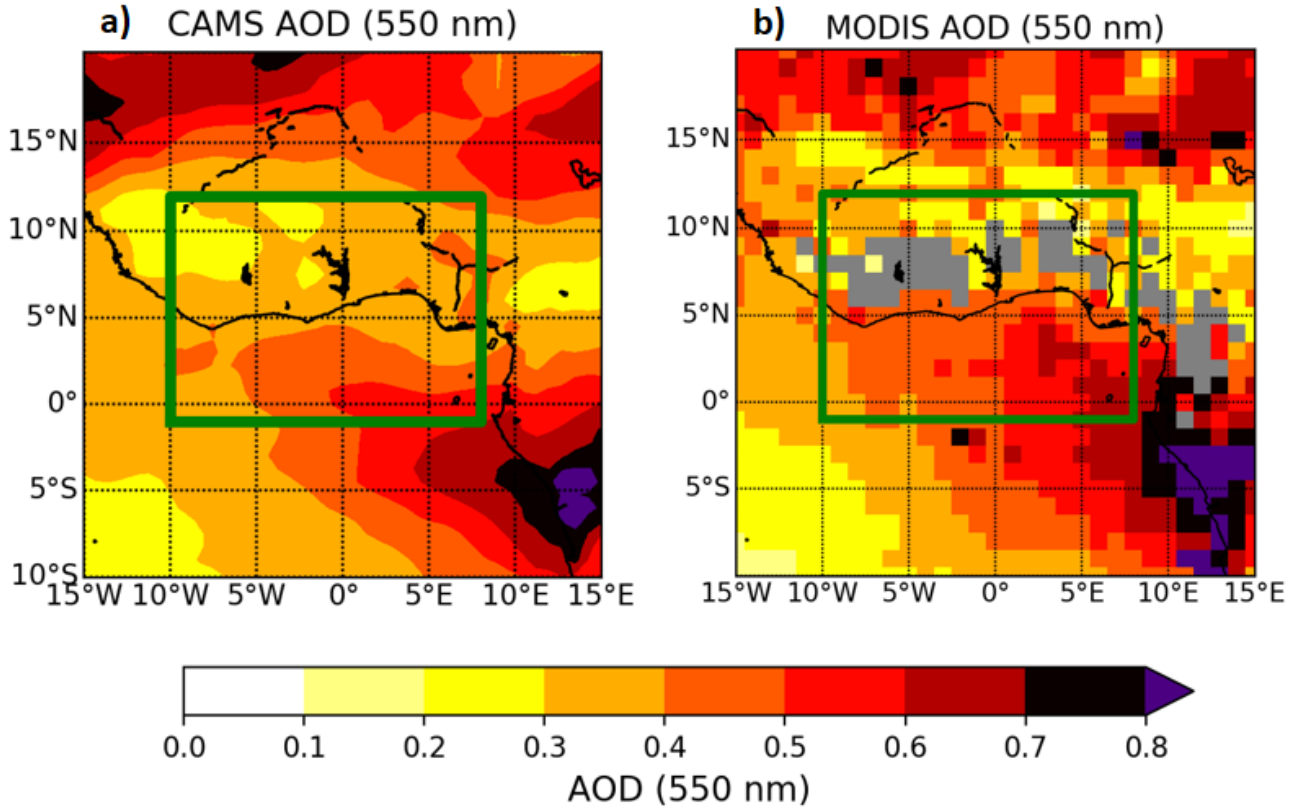 a) CAMS AOD (550 nm)
15°N
10°N
5°N
0°
5°S
10°S
15°W 10°W 5°W 0° 5°E 10°E 15°E
b) MODIS AOD (550 nm)
15°N
10°N
5°N
0°
5°S
15°W 10°W 5°W 0° 5°E 10°E 15°E
0.0 0.1 0.2 0.3 0.4 0.5 0.6 0.7 0.8
AOD (550 nm)